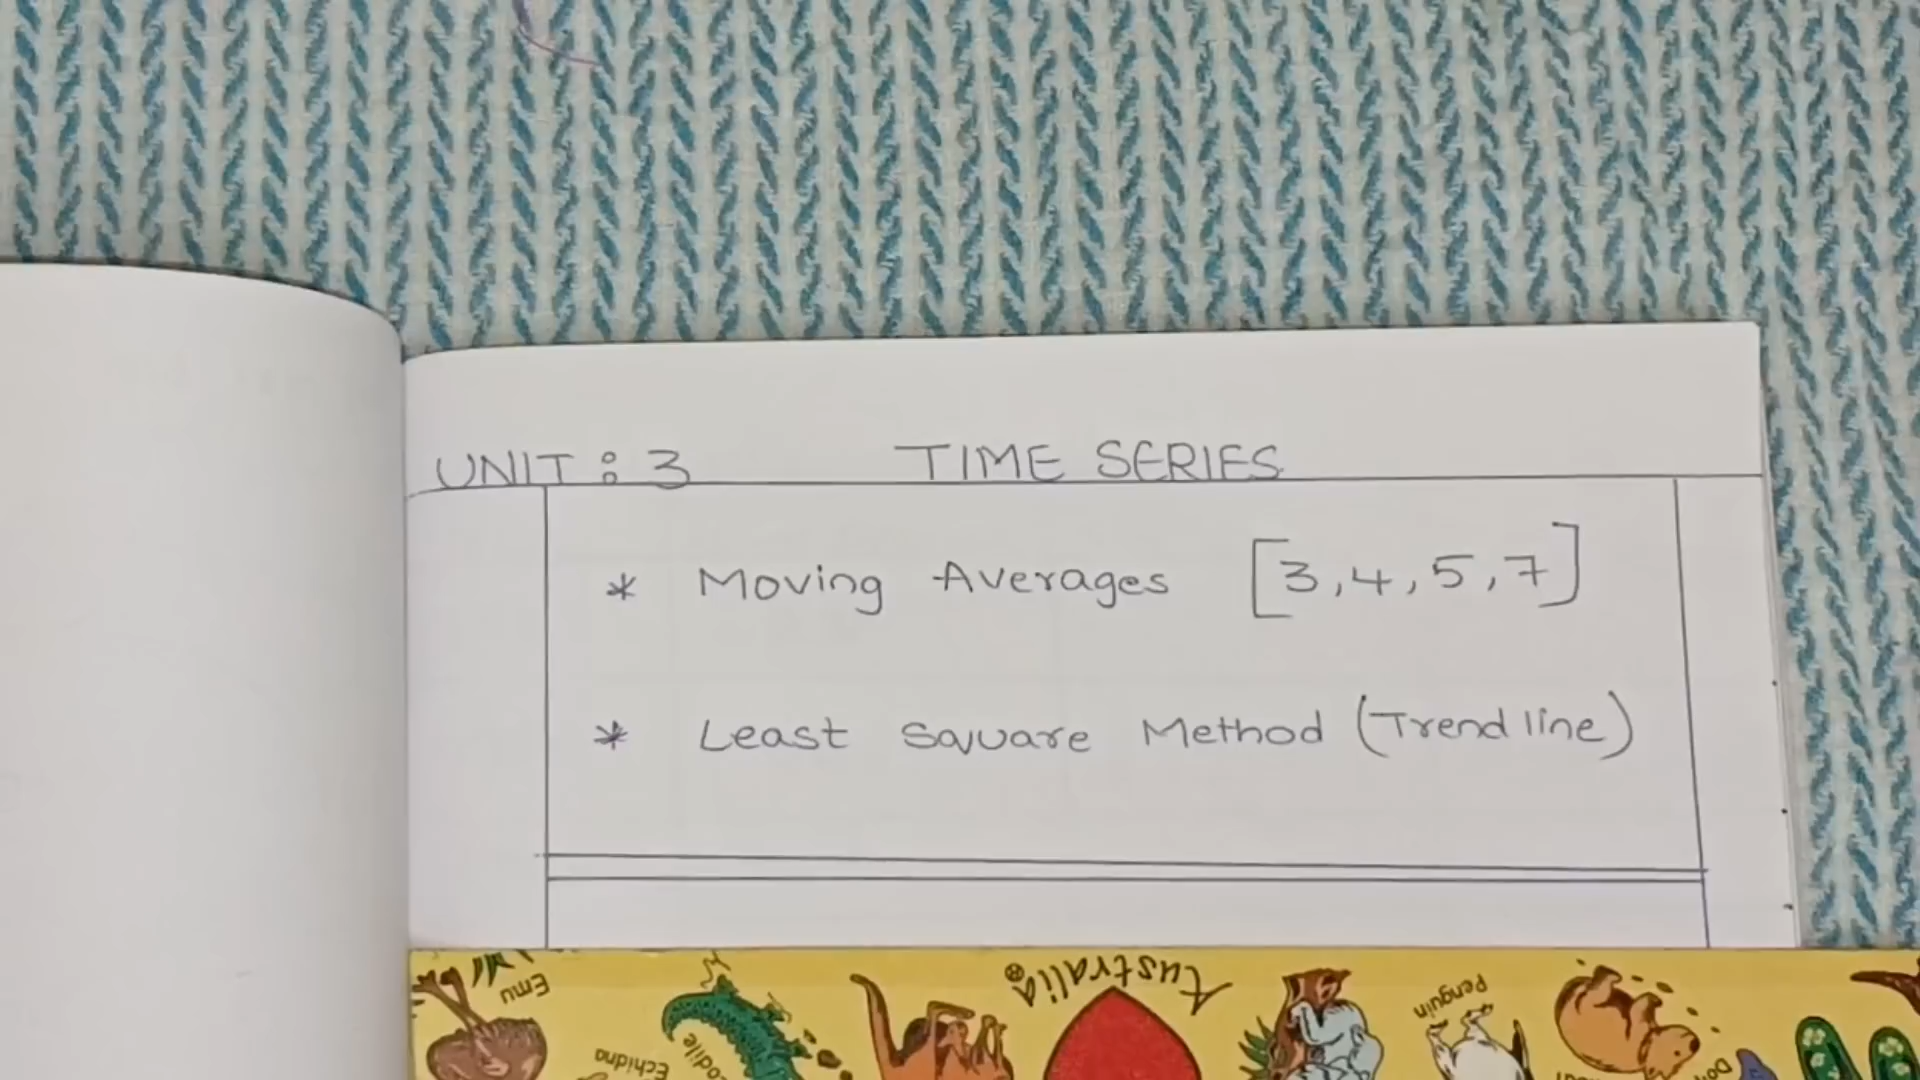 UNIT : 3 TIME SERIES
* Moving Averages [3,4,5,7]
* Least Square Method (Trend line)
Emu
Australia
Penguin
Echidna